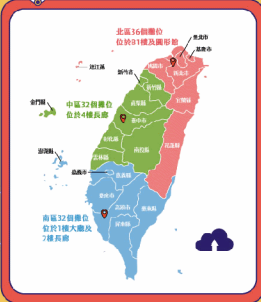 北區36個攤位
位於31樓及圓形館
臺北市
基隆市
連江縣
桃園市
新北市
新竹市
新竹縣
宜蘭縣
金門縣
中區32個攤位
位於4樓長廊
苗栗縣
臺中市
彰化縣
南投縣
花蓮縣
澎湖縣
雲林縣
嘉義市
嘉義縣
南區32個攤位
位於1樓大廳及
2樓長廊
臺南市
高雄市
臺東縣
屏東縣